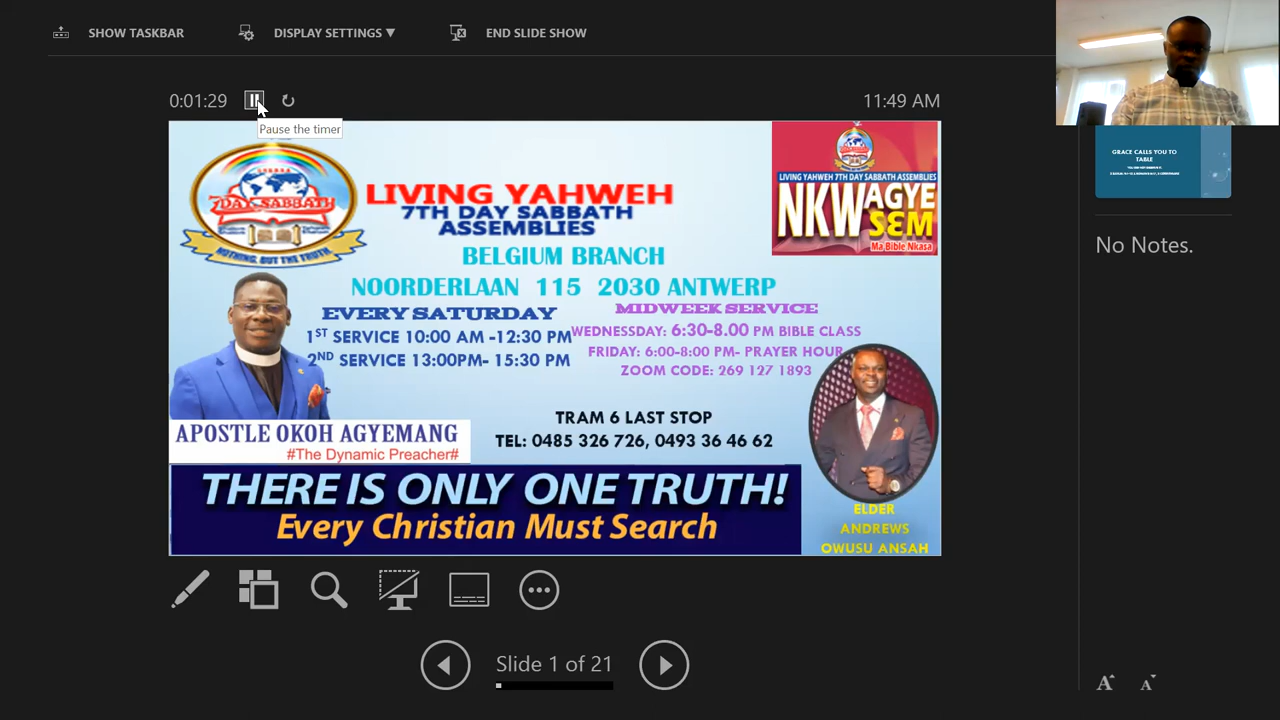 SHOW TASKBAR
DISPLAY SETTINGS ▼
END SLIDE SHOW
0:01:29
11:49 AM
Pause the timer
7DAY SABBATH
NOTHING, BUT THE TRUTH.
LIVING YAHWEH
7TH DAY SABBATH
ASSEMBLIES
BELGIUM BRANCH
NOORDERLAAN 115 2030 ANTWERP
LIVING YAHWEH 7TH DAY SABBATH ASSEMBLIES
NKWAGYE
SƐM
Ma Bible Nkasa
EVERY SATURDAY
1ST SERVICE 10:00 AM -12:30 PM
2ND SERVICE 13:00PM- 15:30 PM
MIDWEEK SERVICE
WEDNESDAY: 6:30-8.00 PM BIBLE CLASS
FRIDAY: 6:00-8:00 PM- PRAYER HOUR
ZOOM CODE: 269 127 1893
TRAM 6 LAST STOP
TEL: 0485 326 726, 0493 36 46 62
APOSTLE OKOH AGYEMANG
#The Dynamic Preacher#
THERE IS ONLY ONE TRUTH!
Every Christian Must Search
ELDER
ANDREWS
OWUSU ANSAH
Slide 1 of 21
GRACE CALLS YOU TO
TABLE
No Notes.
A A